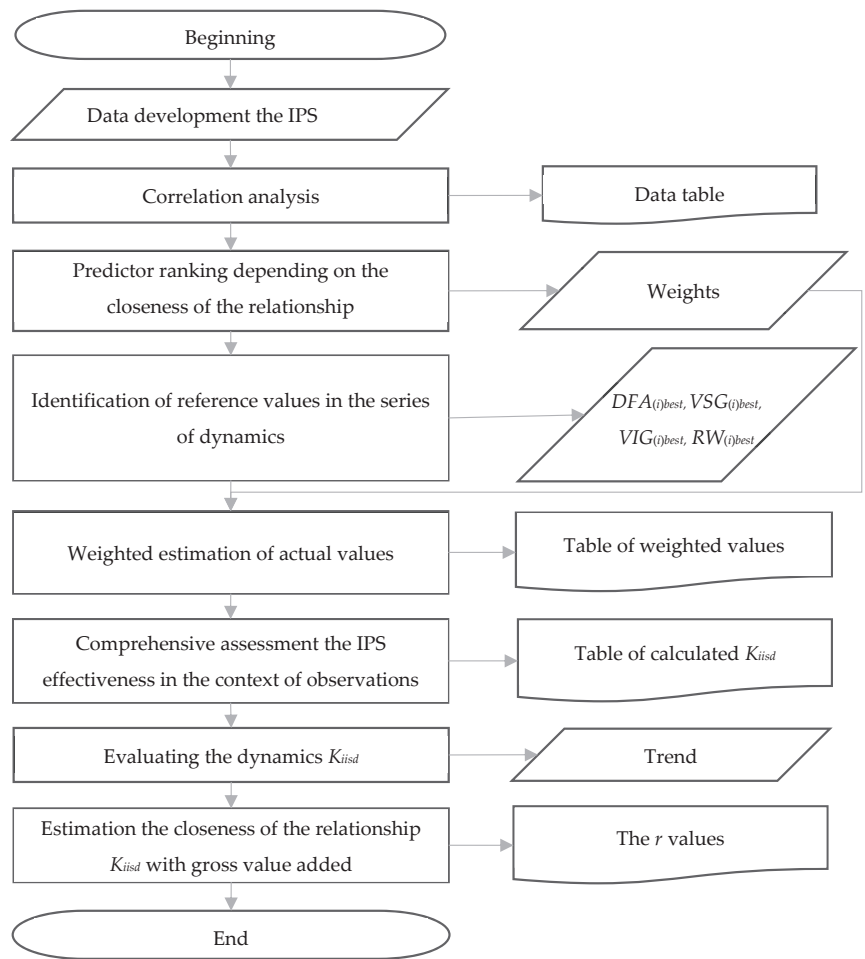 Beginning
Data development the IPS
Correlation analysis
Data table
Predictor ranking depending on the
closeness of the relationship
Weights
Identification of reference values in the series
of dynamics
DFA(i)best, VSG(i)best,
VIG(i)best, RW(i)best
Weighted estimation of actual values
Table of weighted values
Comprehensive assessment the IPS
effectiveness in the context of observations
Table of calculated Kiisd
Evaluating the dynamics Kiisd
Trend
Estimation the closeness of the relationship
Kiisd with gross value added
The r values
End